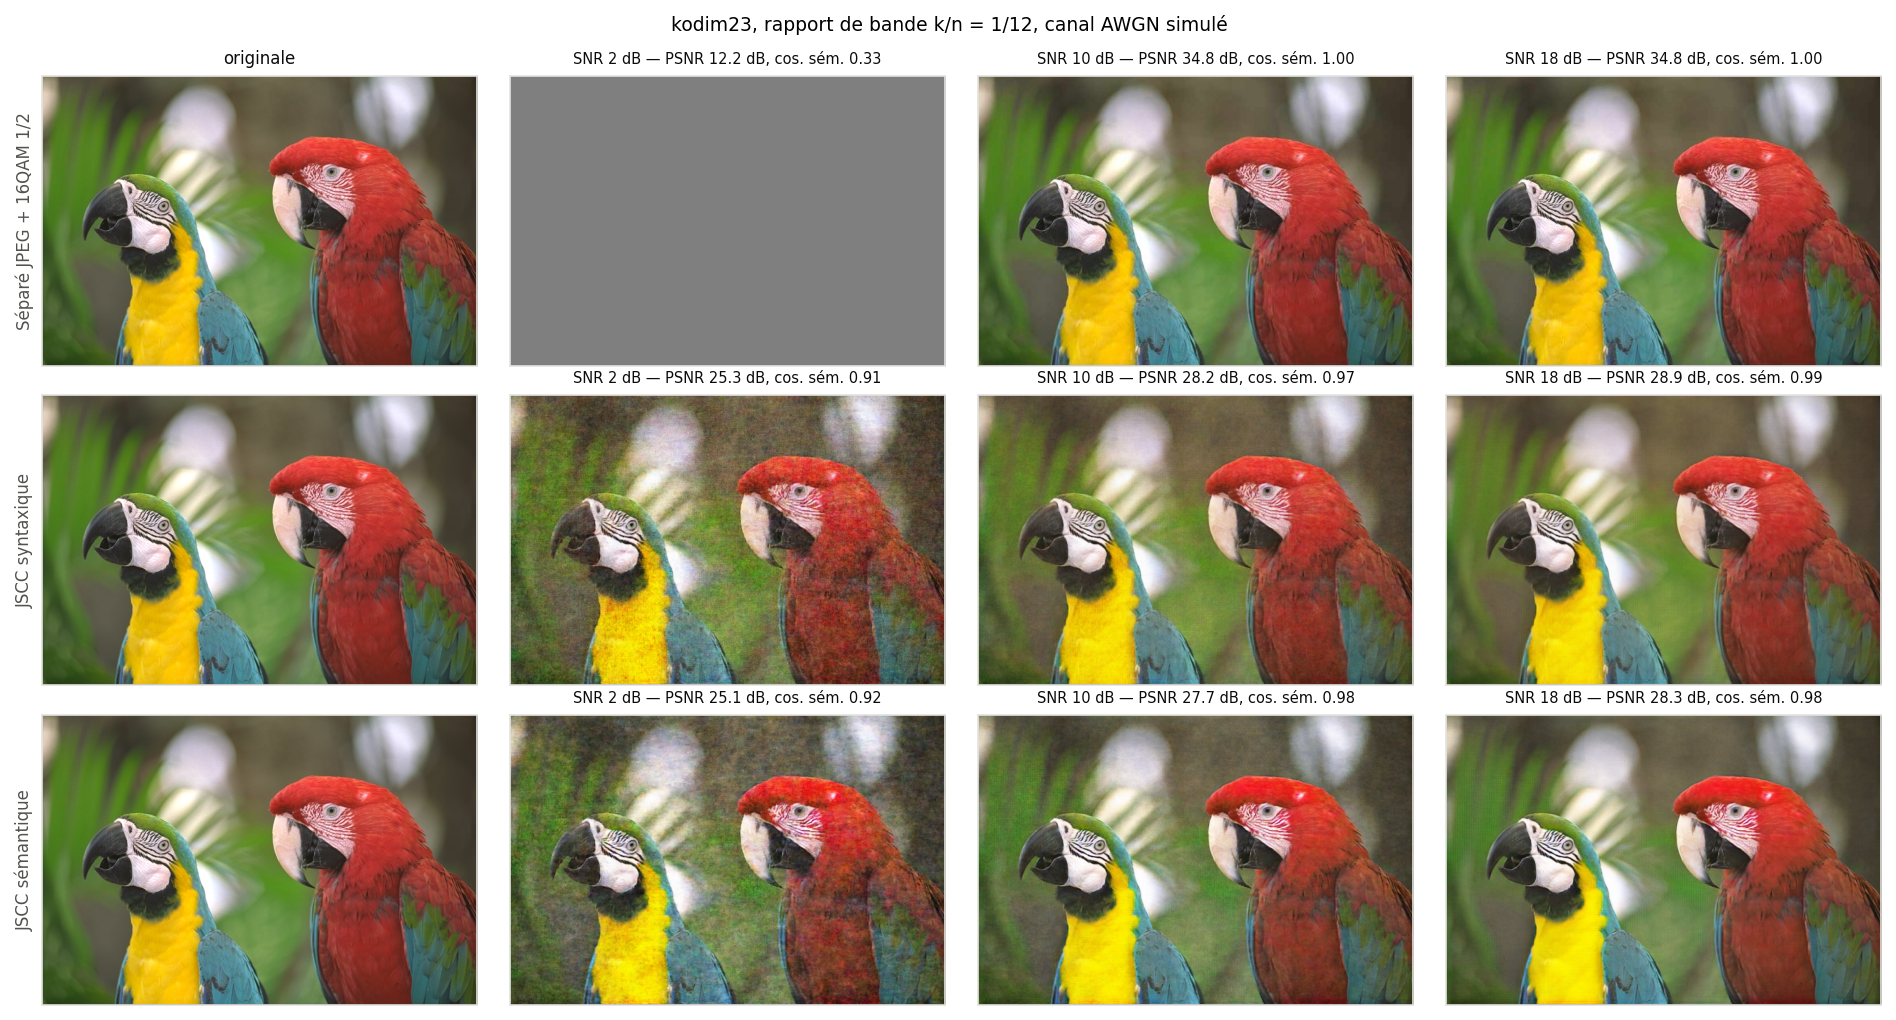 kodim23, rapport de bande k/n = 1/12, canal AWGN simulé
originale
SNR 2 dB — PSNR 12.2 dB, cos. sém. 0.33
SNR 10 dB — PSNR 34.8 dB, cos. sém. 1.00
SNR 18 dB — PSNR 34.8 dB, cos. sém. 1.00
Séparé JPEG + 16QAM 1/2
SNR 2 dB — PSNR 25.3 dB, cos. sém. 0.91
SNR 10 dB — PSNR 28.2 dB, cos. sém. 0.97
SNR 18 dB — PSNR 28.9 dB, cos. sém. 0.99
JSCC syntaxique
SNR 2 dB — PSNR 25.1 dB, cos. sém. 0.92
SNR 10 dB — PSNR 27.7 dB, cos. sém. 0.98
SNR 18 dB — PSNR 28.3 dB, cos. sém. 0.98
JSCC sémantique